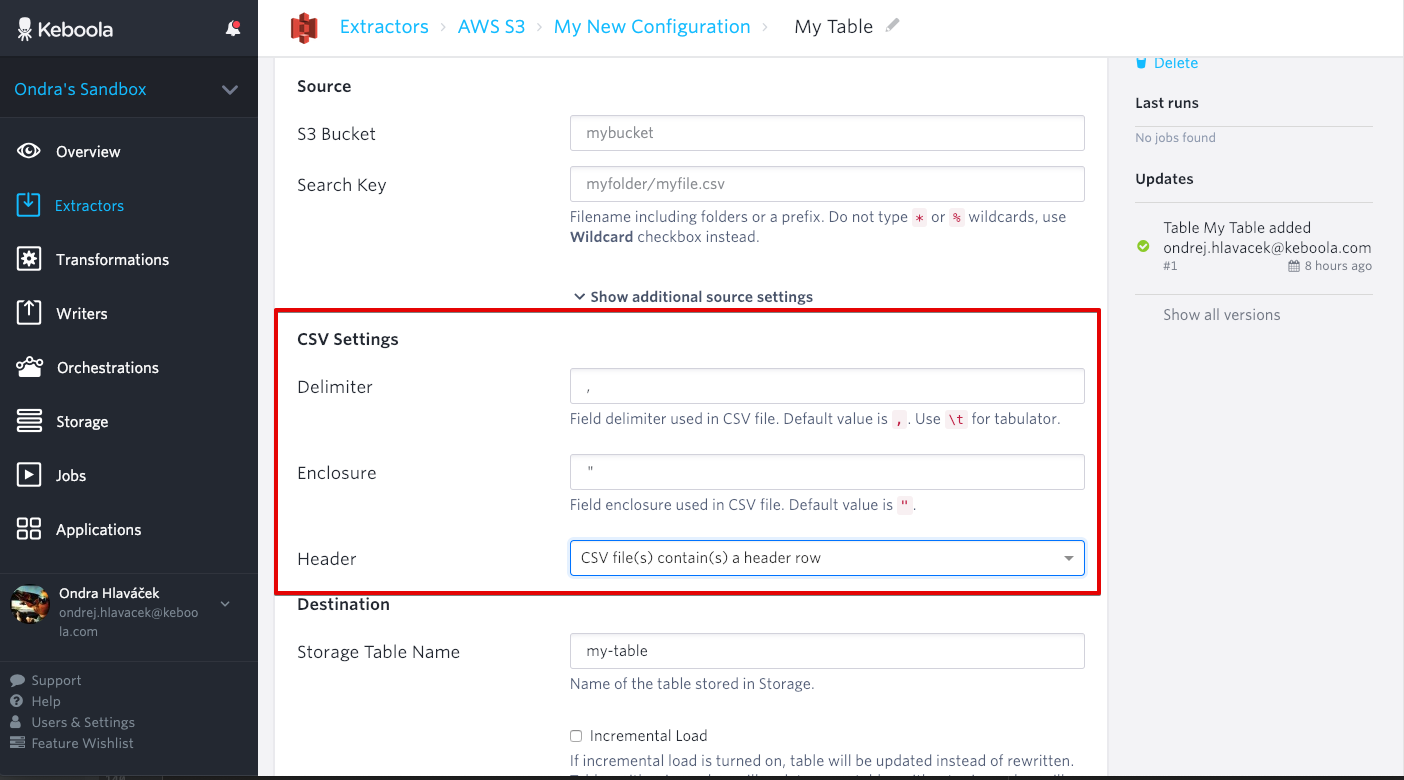 Keboola
Ondra's Sandbox
Overview
Extractors
Transformations
Writers
Orchestrations
Storage
Jobs
Applications
Ondra Hlaváček
ondrej.hlavacek@keboo
la.com
Support
Help
Users & Settings
Feature Wishlist
Extractors › AWS S3 › My New Configuration › My Table
Source
S3 Bucket
mybucket
Search Key
myfolder/myfile.csv
Filename including folders or a prefix. Do not type * or % wildcards, use
Wildcard checkbox instead.
Show additional source settings
CSV Settings
Delimiter
,
Field delimiter used in CSV file. Default value is , . Use \t for tabulator.
Enclosure
"
Field enclosure used in CSV file. Default value is " .
Header
CSV file(s) contain(s) a header row
Destination
Storage Table Name
my-table
Name of the table stored in Storage.
Incremental Load
If incremental load is turned on, table will be updated instead of rewritten.
Delete
Last runs
No jobs found
Updates
Table My Table added
ondrej.hlavacek@keboola.com
#1 8 hours ago
Show all versions